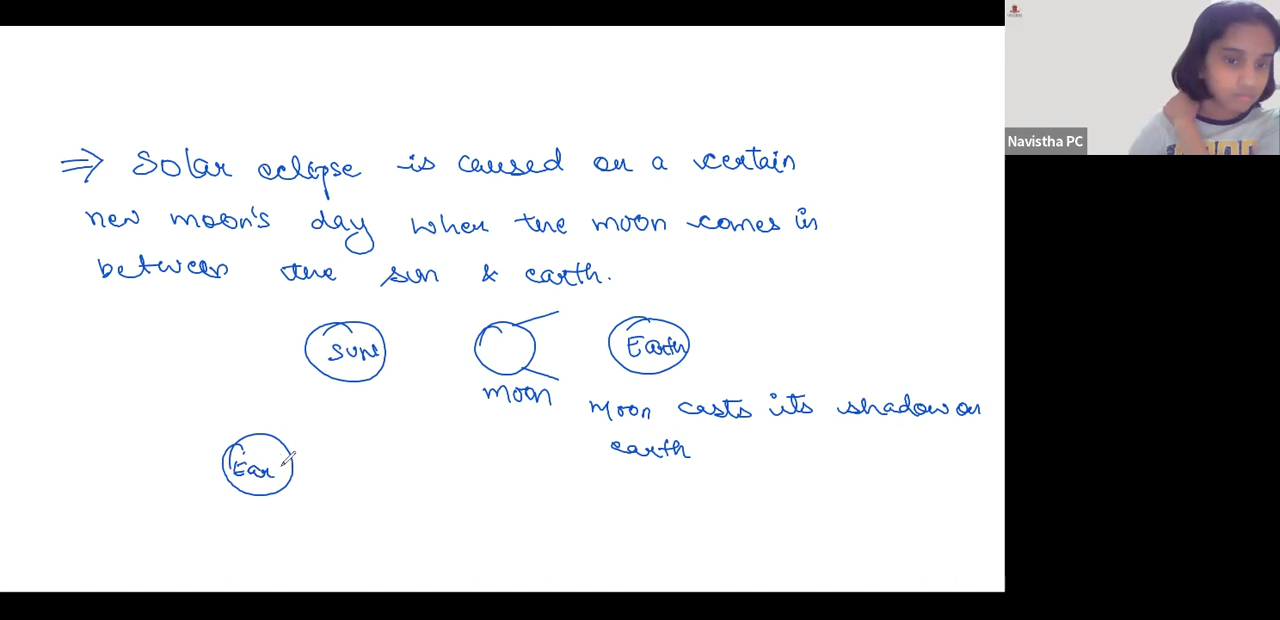 ⇒ Solar eclipse is caused on a certain
new moon's day when the moon comes in
between the sun & earth.
Sun
Earth
moon
Moon casts its shadow on
earth
Ear
Navistha PC